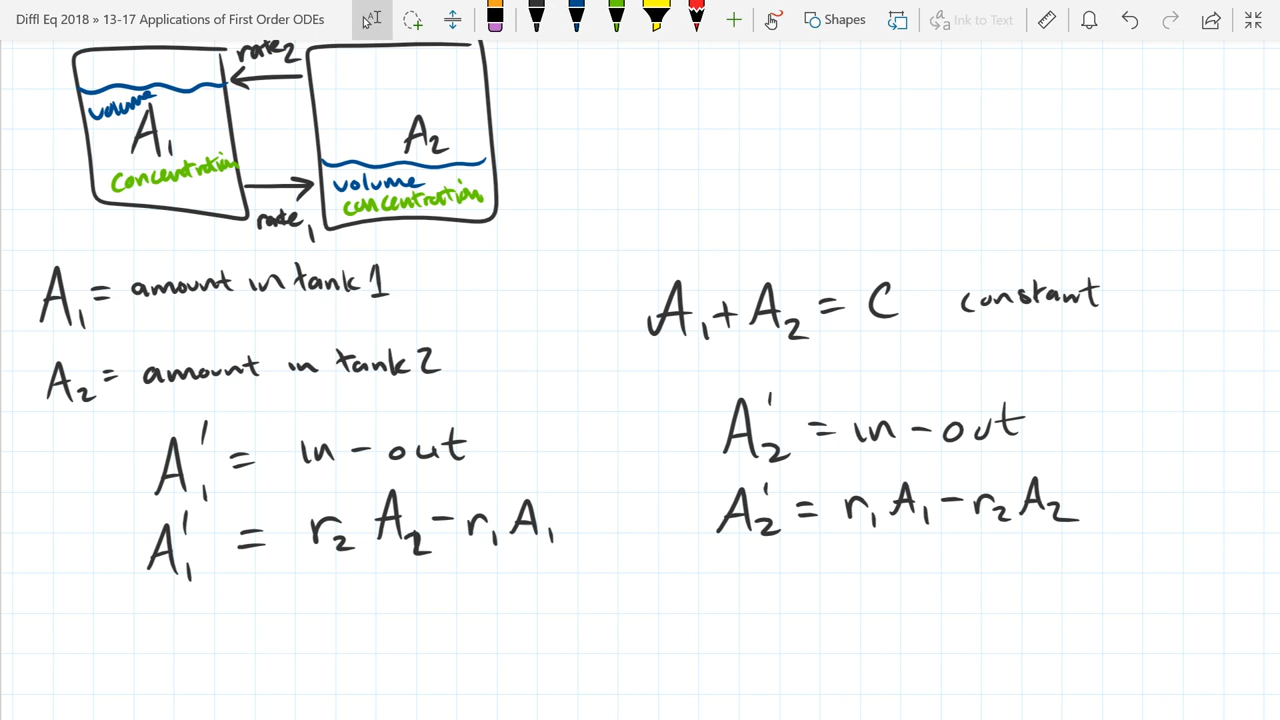 Diffl Eq 2018 » 13-17 Applications of First Order ODEs
Shapes
Ink to Text
rate2
volume
A₁
concentration
A₂
volume
concentration
rate₁
A₁ = amount in tank 1
A₂ = amount in tank 2
A₁' = in - out
A₁' = r₂ A₂ - r₁ A₁
A₁ + A₂ = C constant
A₂' = in - out
A₂' = r₁ A₁ - r₂ A₂